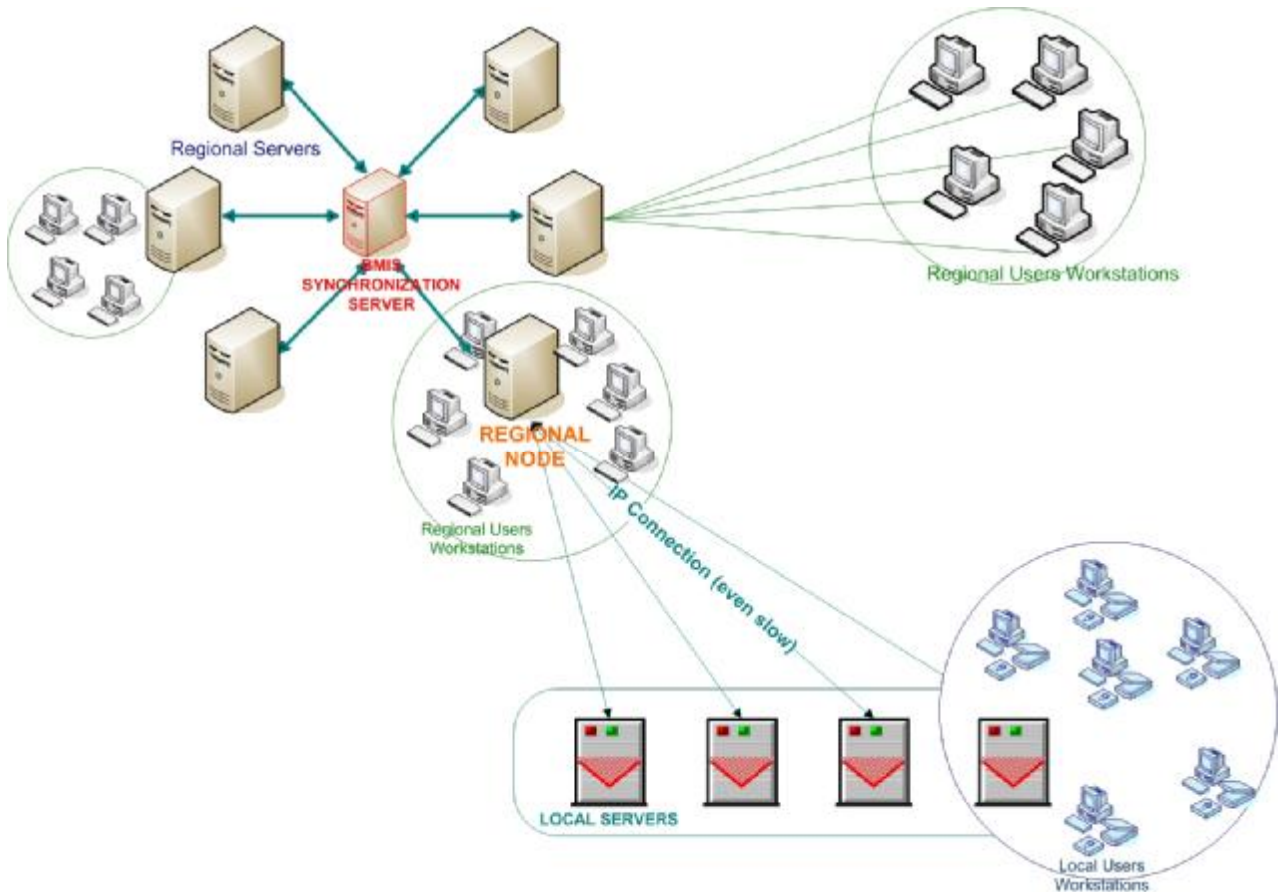 Regional Servers
BMIS
SYNCHRONIZATION
SERVER
Regional Users Workstations
REGIONAL
NODE
Regional Users
Workstations
IP Connection (even slow)
LOCAL SERVERS
Local Users
Workstations